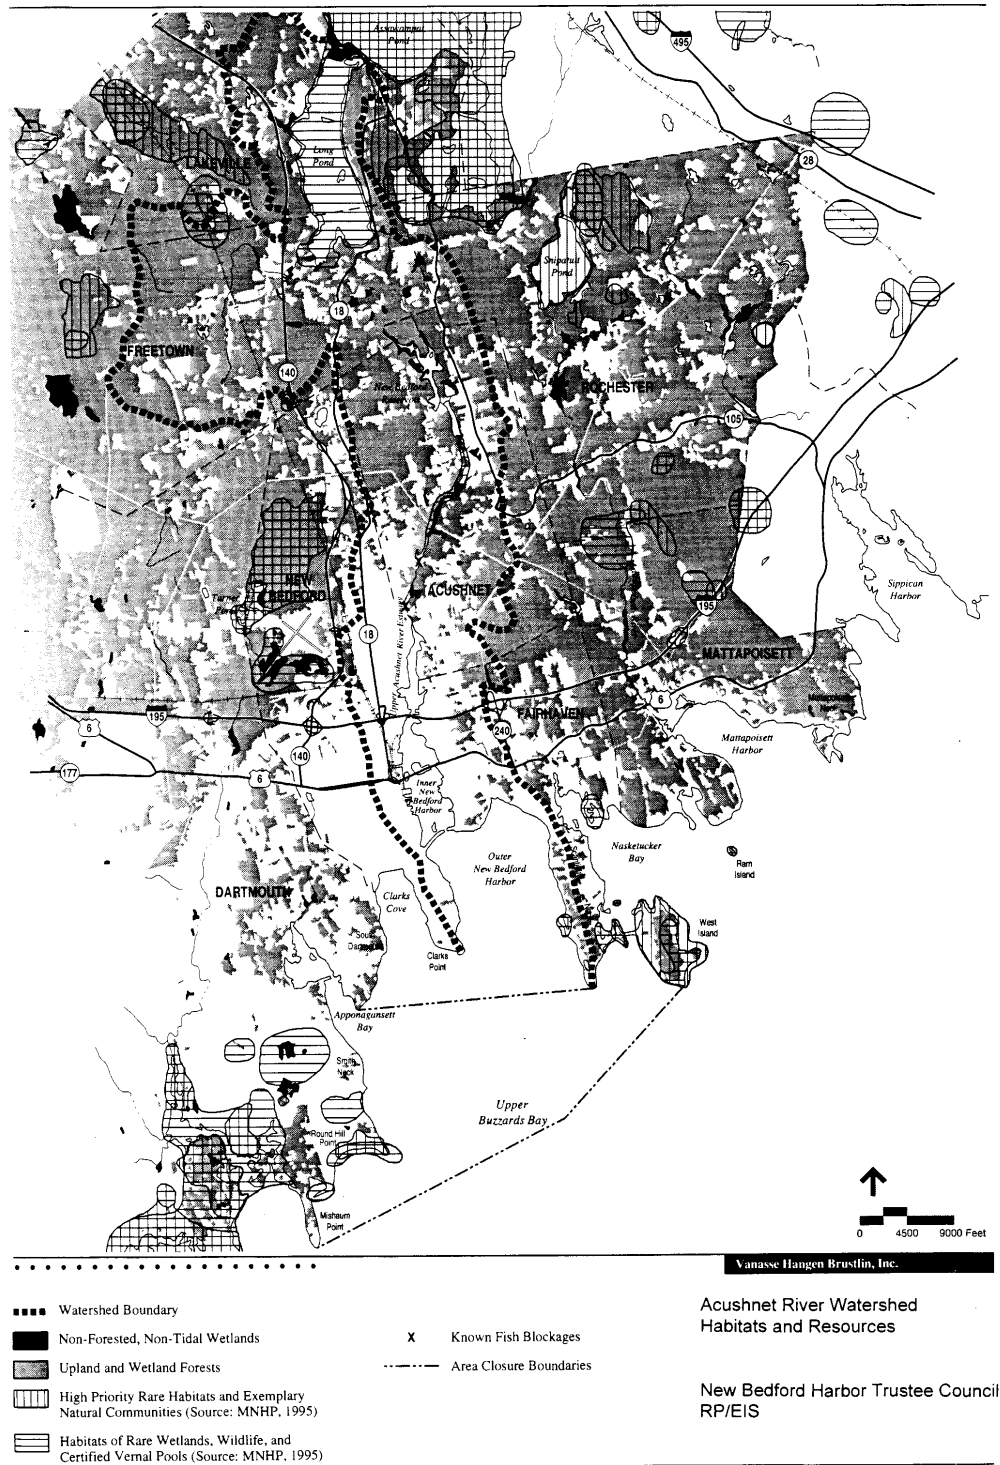 Assawompset
Pond
495
Long
Pond
LAKEVILLE
28
Snipatuit
Pond
18
FREETOWN
140
New Bedford
Reservoir
ROCHESTER
105
NEW
BEDFORD
Turner
Pond
ACUSHNET
Upper Acushnet River Estuary
Sippican
Harbor
195
18
MATTAPOISETT
6
Mattapoisett
Neck
195
6
FAIRHAVEN
240
Mattapoisett
Harbor
140
177
6
Inner
New
Bedford
Harbor
Nasketucker
Bay
Outer
New Bedford
Harbor
Ram
Island
DARTMOUTH
Clarks
Cove
West
Island
South
Dartmouth
Clarks
Point
Apponagansett
Bay
Smith
Neck
Upper
Buzzards Bay
Round Hill
Point
Mishaum
Point
0 4500 9000 Feet
Vanasse Hangen Brustlin, Inc.
Watershed Boundary
Non-Forested, Non-Tidal Wetlands
Upland and Wetland Forests
High Priority Rare Habitats and Exemplary
Natural Communities (Source: MNHP, 1995)
Habitats of Rare Wetlands, Wildlife, and
Certified Vernal Pools (Source: MNHP, 1995)
X Known Fish Blockages
Area Closure Boundaries
Acushnet River Watershed
Habitats and Resources
New Bedford Harbor Trustee Council
RP/EIS